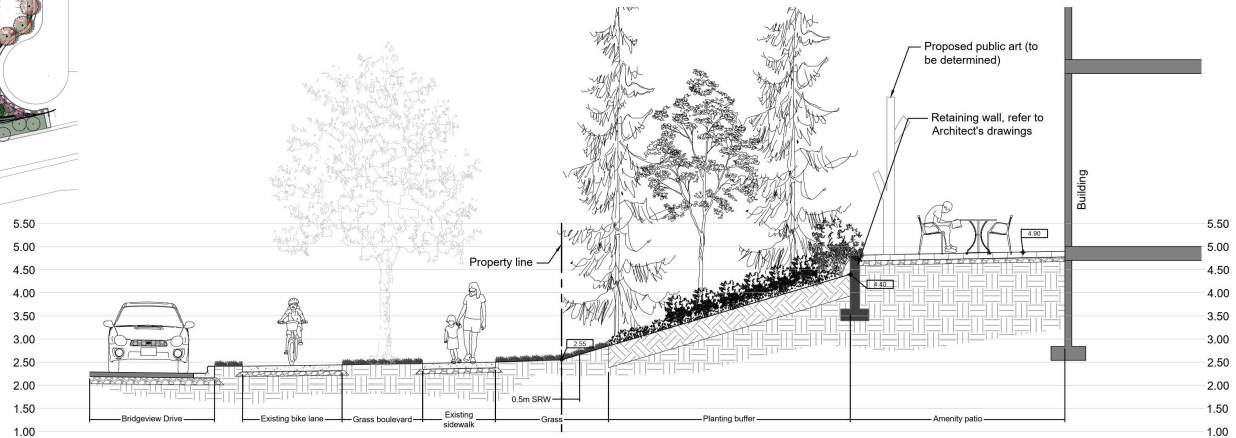 Proposed public art (to
be determined)
Retaining wall, refer to
Architect's drawings
Building
Property line
5.50
5.00
4.50
4.00
3.50
3.00
2.50
2.00
1.50
1.00
5.50
5.00
4.50
4.00
3.50
3.00
2.50
2.00
1.50
1.00
4.90
4.40
2.55
0.5m SRW
Bridgeview Drive
Existing bike lane
Grass boulevard
Existing
sidewalk
Grass
Planting buffer
Amenity patio